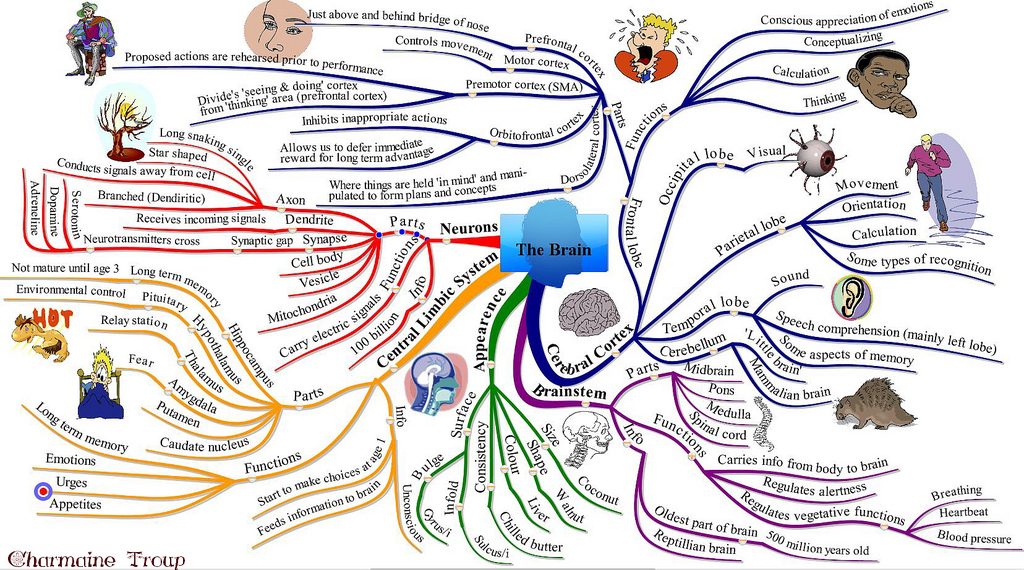 The Brain
Neurons
Parts
Axon
Long snaking single
Star shaped
Conducts signals away from cell
Dendrite
Branched (Dendiritic)
Receives incoming signals
Synapse
Synaptic gap
Neurotransmitters cross
Seronin
Dopamine
Adreneline
Cell body
Vesicle
Mitochondria
Functions
Carry electric signals
Info
100 billion
Central Limbic System
Parts
Hippocampus
Long term memory
Not mature until age 3
Hypothalamus
Pituitary
Environmental control
Thalamus
Relay station
Amygdala
Fear
Putamen
Caudate nucleus
Functions
Long term memory
Emotions
Urges
Appetites
Info
Start to make choices at age 1
Feeds information to brain
Unconscious
HOT
Appearence
Surface
Bulge
Gyrus/i
Infold
Sulcus/i
Consistency
Chilled butter
Colour
Liver
Shape
Walnut
Size
Coconut
Brainstem
Parts
Midbrain
Pons
Medulla
Spinal cord
Functions
Carries info from body to brain
Regulates alertness
Regulates vegetative functions
Breathing
Heartbeat
Blood pressure
Info
Oldest part of brain
500 million years old
Reptillian brain
Cerebral Cortex
Frontal lobe
Parts
Prefrontal cortex
Just above and behind bridge of nose
Motor cortex
Controls movement
Premotor cortex (SMA)
Proposed actions are rehearsed prior to performance
Divide's 'seeing & doing' cortex
from 'thinking' area (prefrontal cortex)
Orbitofrontal cortex
Inhibits inappropriate actions
Allows us to defer immediate
reward for long term advantage
Dorsolateral cortex
Where things are held 'in mind' and mani-
pulated to form plans and concepts
Functions
Conscious appreciation of emotions
Conceptualizing
Calculation
Thinking
Occipital lobe
Visual
Parietal lobe
Movement
Orientation
Calculation
Some types of recognition
Temporal lobe
Sound
Speech comprehension (mainly left lobe)
Some aspects of memory
Cerebellum
'Little brain'
Mammalian brain
Charmaine Troup